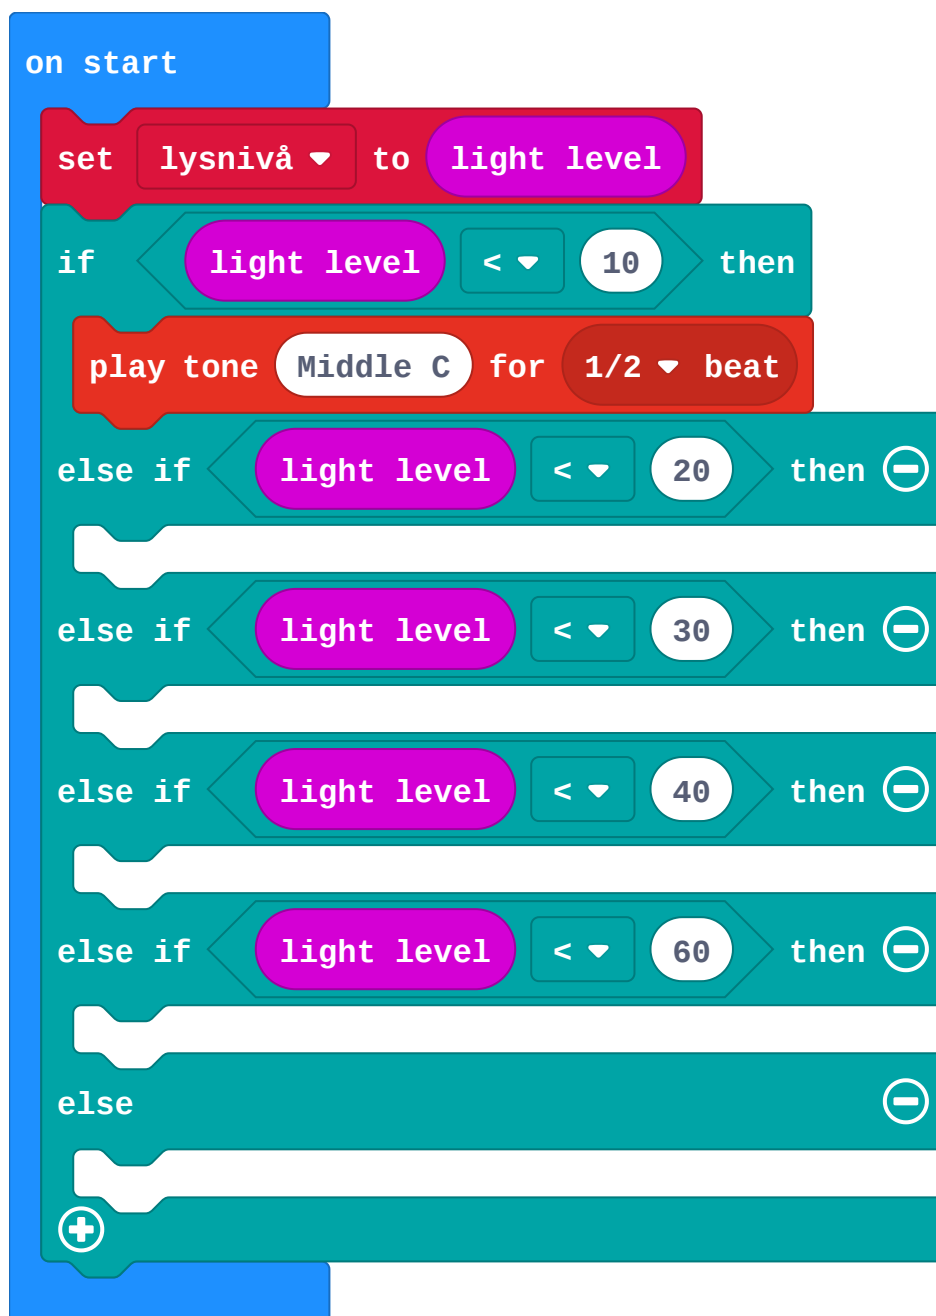 on start
set lysnivå to light level
if light level < 10 then
play tone Middle C for 1/2 beat
else if light level < 20 then
else if light level < 30 then
else if light level < 40 then
else if light level < 60 then
else